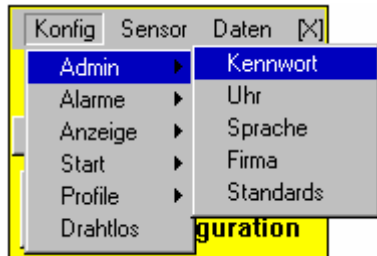 Konfig Sensor Daten [X]
Admin Kennwort
Alarme Uhr
Anzeige Sprache
Start Firma
Profile Standards
Drahtlos guration